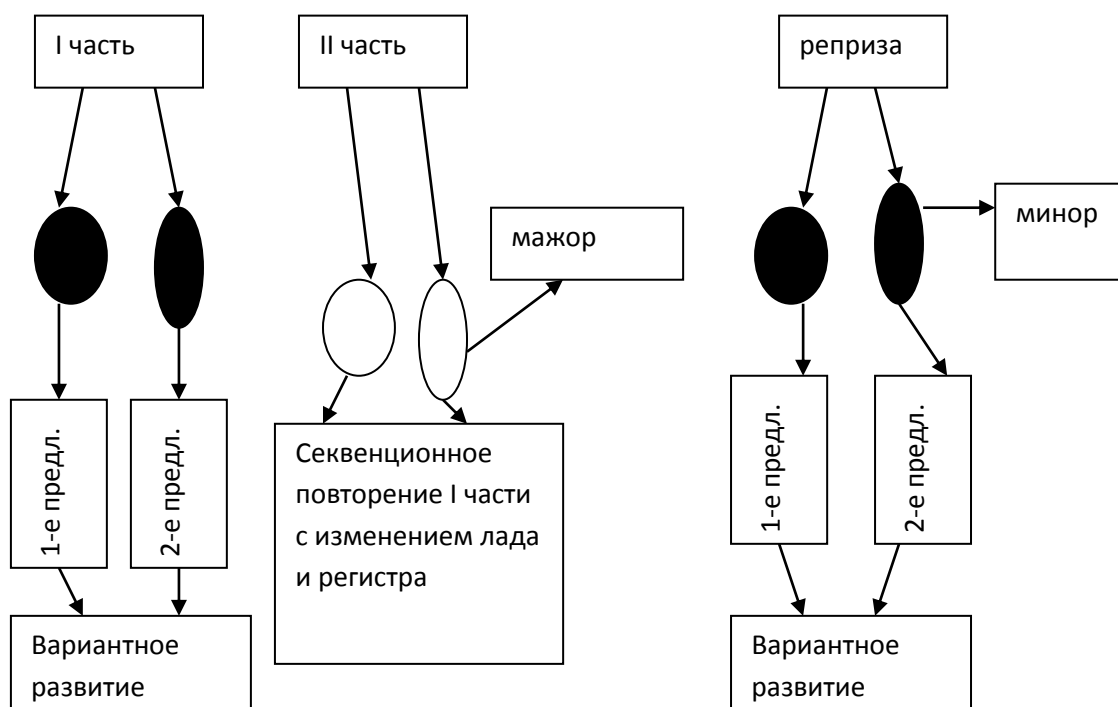 I часть
II часть
реприза
мажор
минор
1-е предл.
2-е предл.
Секвенционное
повторение I части
с изменением лада
и регистра
1-е предл.
2-е предл.
Вариантное
развитие
Вариантное
развитие